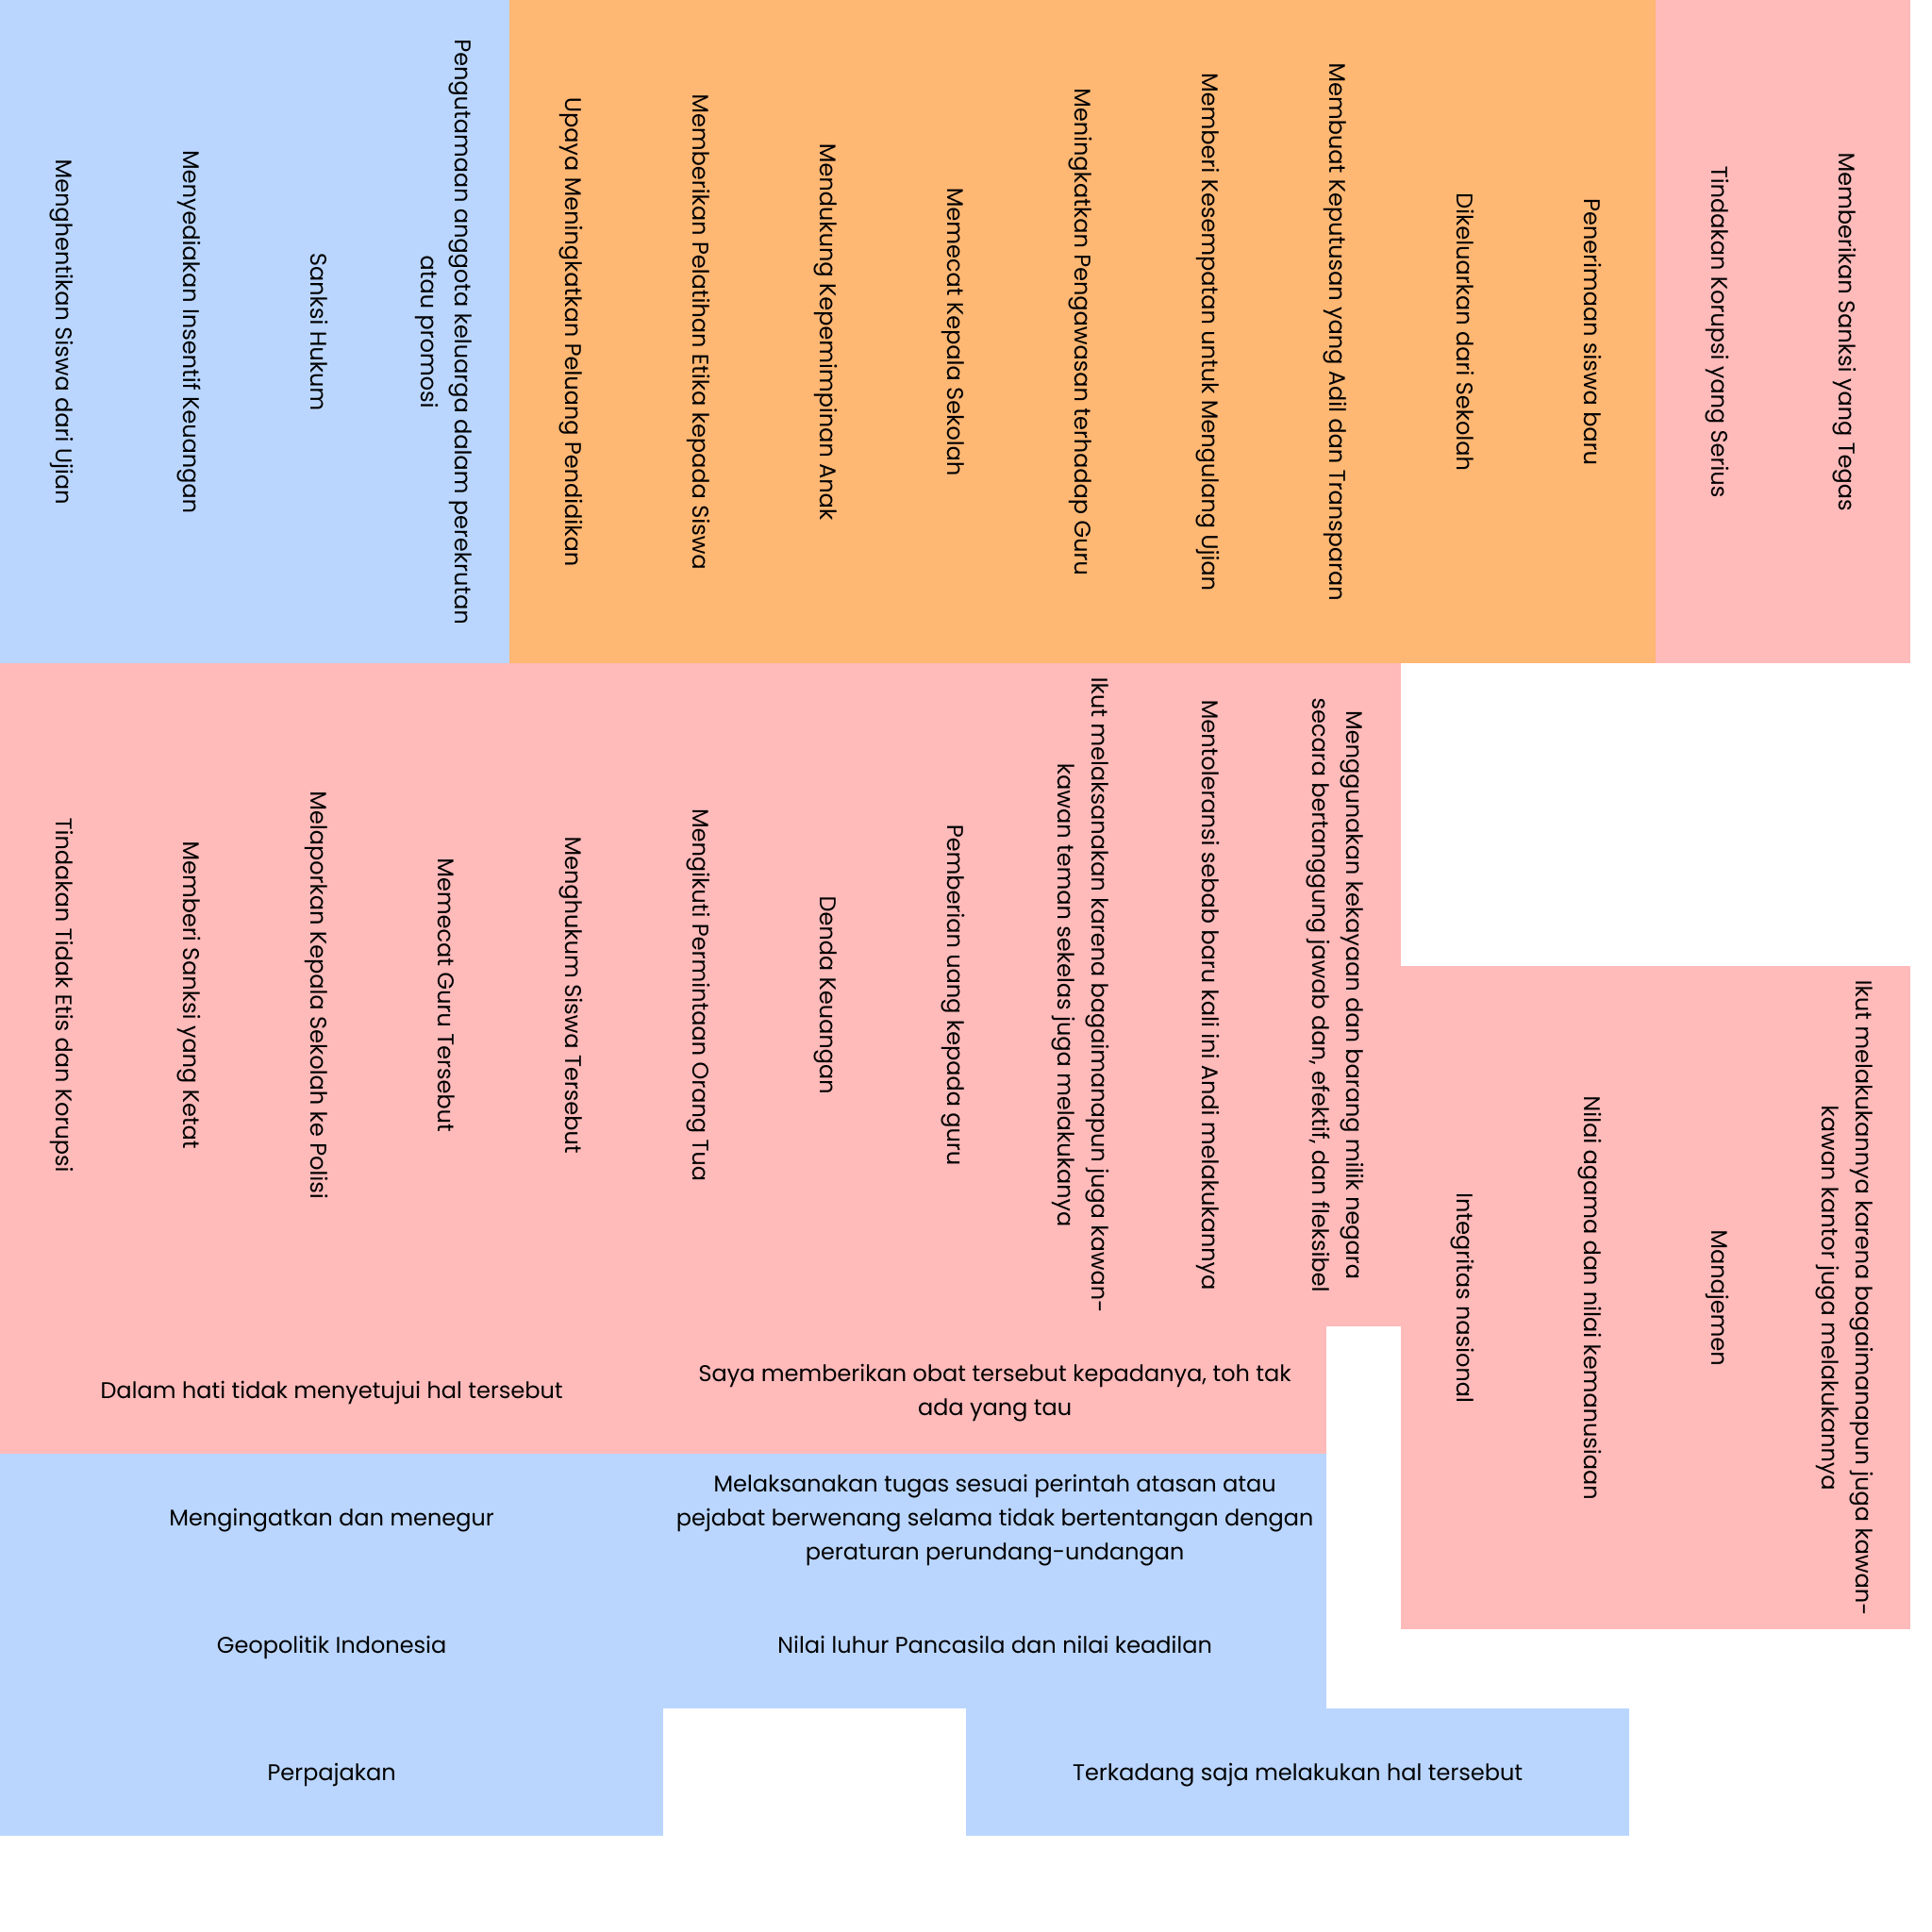 Menghentikan Siswa dari Ujian
Menyediakan Insentif Keuangan
Sanksi Hukum
Pengutamaan anggota keluarga dalam perekrutan
atau promosi
Upaya Meningkatkan Peluang Pendidikan
Memberikan Pelatihan Etika kepada Siswa
Mendukung Kepemimpinan Anak
Memecat Kepala Sekolah
Meningkatkan Pengawasan terhadap Guru
Memberi Kesempatan untuk Mengulang Ujian
Membuat Keputusan yang Adil dan Transparan
Dikeluarkan dari Sekolah
Penerimaan siswa baru
Tindakan Korupsi yang Serius
Memberikan Sanksi yang Tegas
Tindakan Tidak Etis dan Korupsi
Memberi Sanksi yang Ketat
Melaporkan Kepala Sekolah ke Polisi
Memecat Guru Tersebut
Menghukum Siswa Tersebut
Mengikuti Permintaan Orang Tua
Denda Keuangan
Pemberian uang kepada guru
Ikut melaksanakan karena bagaimanapun juga kawan-
kawan teman sekelas juga melakukanya
Mentoleransi sebab baru kali ini Andi melakukannya
Menggunakan kekayaan dan barang milik negara
secara bertanggung jawab dan, efektif, dan fleksibel
Integritas nasional
Nilai agama dan nilai kemanusiaan
Manajemen
Ikut melakukannya karena bagaimanapun juga kawan-
kawan kantor juga melakukannya
Dalam hati tidak menyetujui hal tersebut
Saya memberikan obat tersebut kepadanya, toh tak
ada yang tau
Mengingatkan dan menegur
Melaksanakan tugas sesuai perintah atasan atau
pejabat berwenang selama tidak bertentangan dengan
peraturan perundang-undangan
Geopolitik Indonesia
Nilai luhur Pancasila dan nilai keadilan
Perpajakan
Terkadang saja melakukan hal tersebut